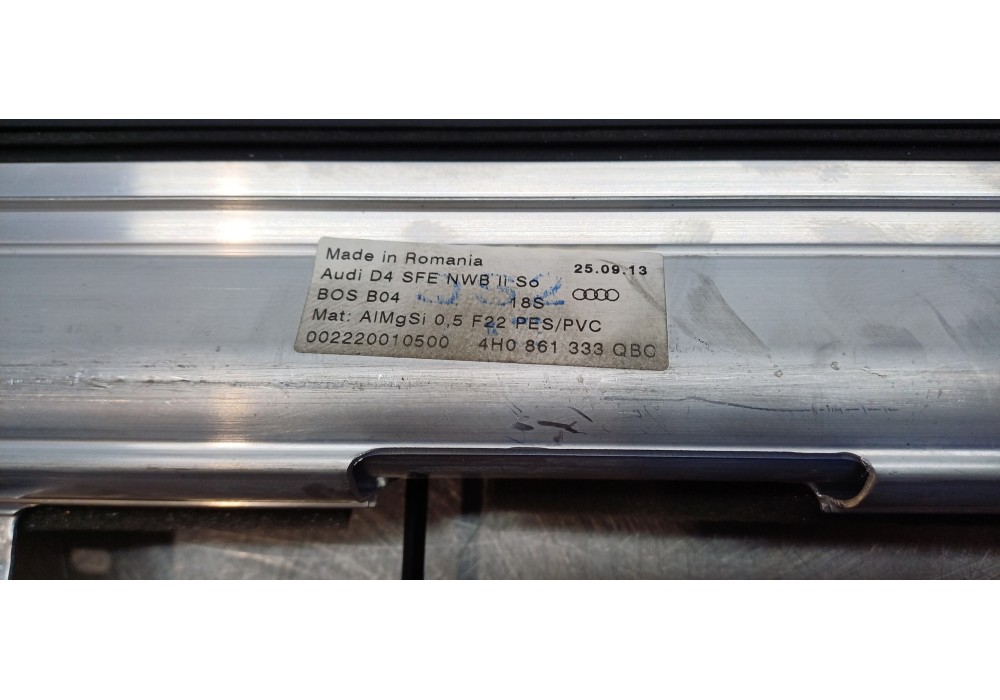 Made in Romania
25.09.13
Audi D4 SFE NWB II So
BOS B04 18S
Mat: AlMgSi 0,5 F22 PES/PVC
002220010500 4H0 861 333 QBC